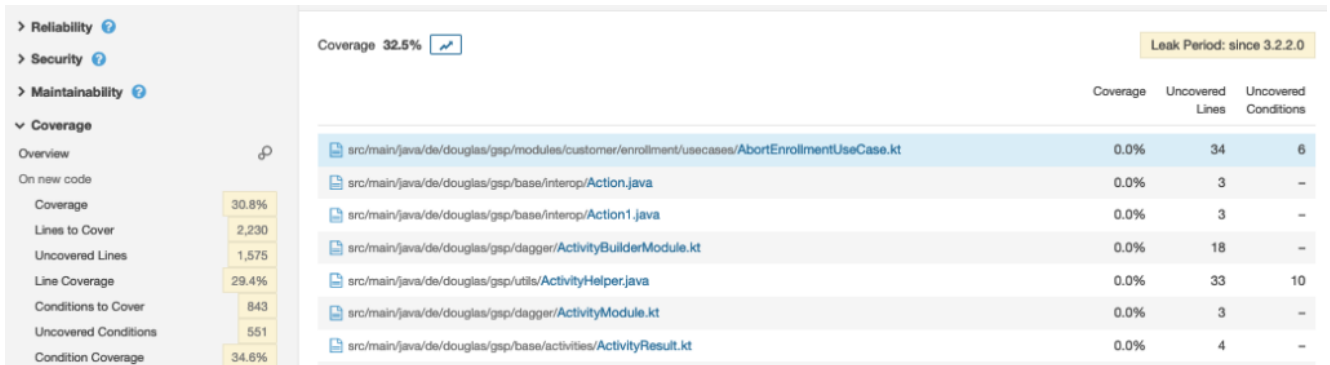 Reliability
Security
Maintainability
Coverage
Overview
On new code
Coverage 30.8%
Lines to Cover 2,230
Uncovered Lines 1,575
Line Coverage 29.4%
Conditions to Cover 843
Uncovered Conditions 551
Condition Coverage 34.6%
Coverage 32.5%
Leak Period: since 3.2.2.0
Coverage Uncovered Lines Uncovered Conditions
src/main/java/de/douglas/gsp/modules/customer/enrollment/usecases/AbortEnrollmentUseCase.kt 0.0% 34 6
src/main/java/de/douglas/gsp/base/interop/Action.java 0.0% 3 –
src/main/java/de/douglas/gsp/base/interop/Action1.java 0.0% 3 –
src/main/java/de/douglas/gsp/dagger/ActivityBuilderModule.kt 0.0% 18 –
src/main/java/de/douglas/gsp/utils/ActivityHelper.java 0.0% 33 10
src/main/java/de/douglas/gsp/dagger/ActivityModule.kt 0.0% 3 –
src/main/java/de/douglas/gsp/base/activities/ActivityResult.kt 0.0% 4 –